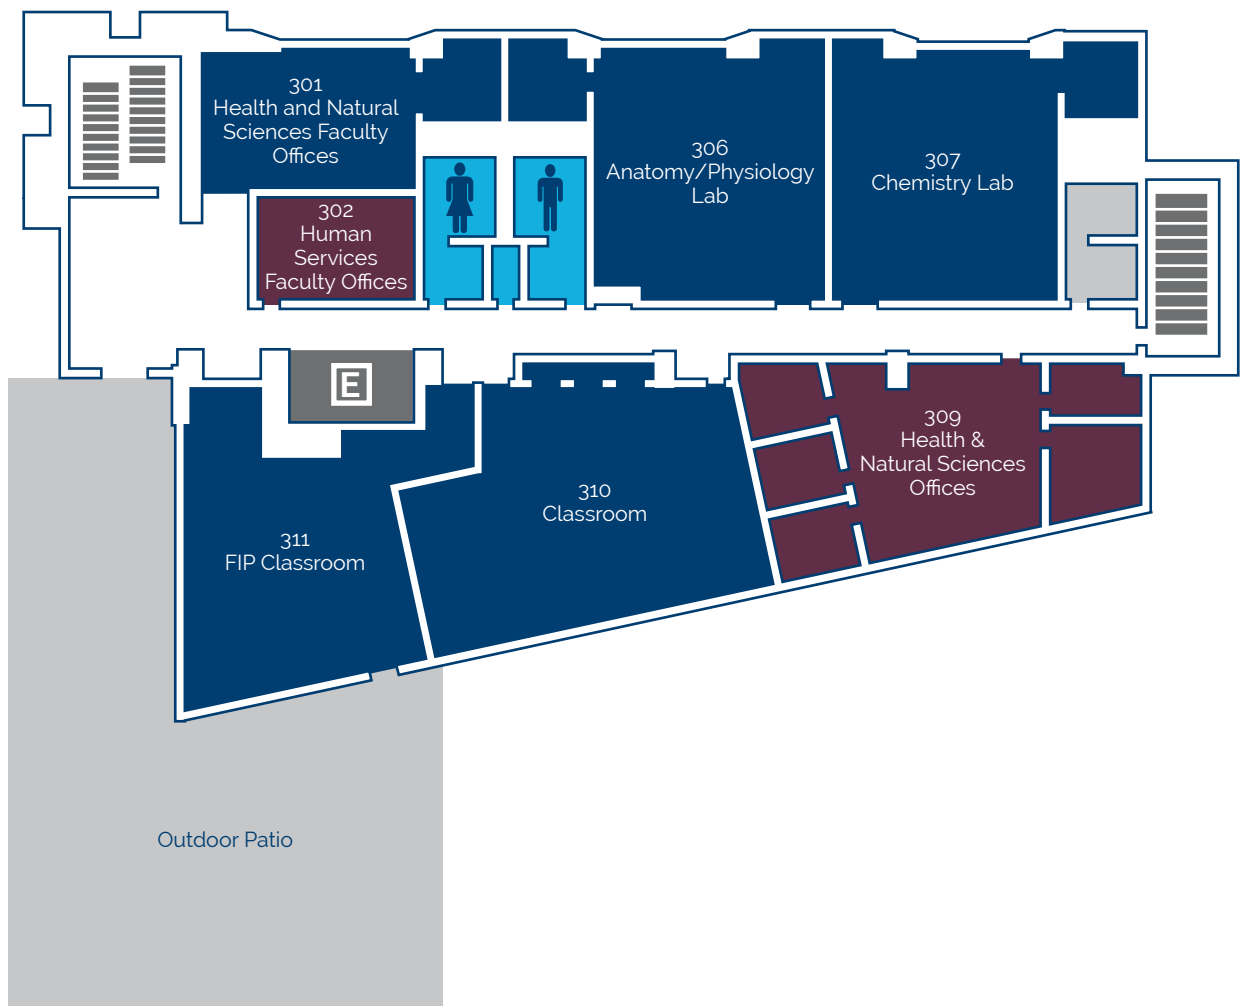 301
Health and Natural
Sciences Faculty
Offices
302
Human
Services
Faculty Offices
306
Anatomy/Physiology
Lab
307
Chemistry Lab
E
309
Health &
Natural Sciences
Offices
310
Classroom
311
FIP Classroom
Outdoor Patio